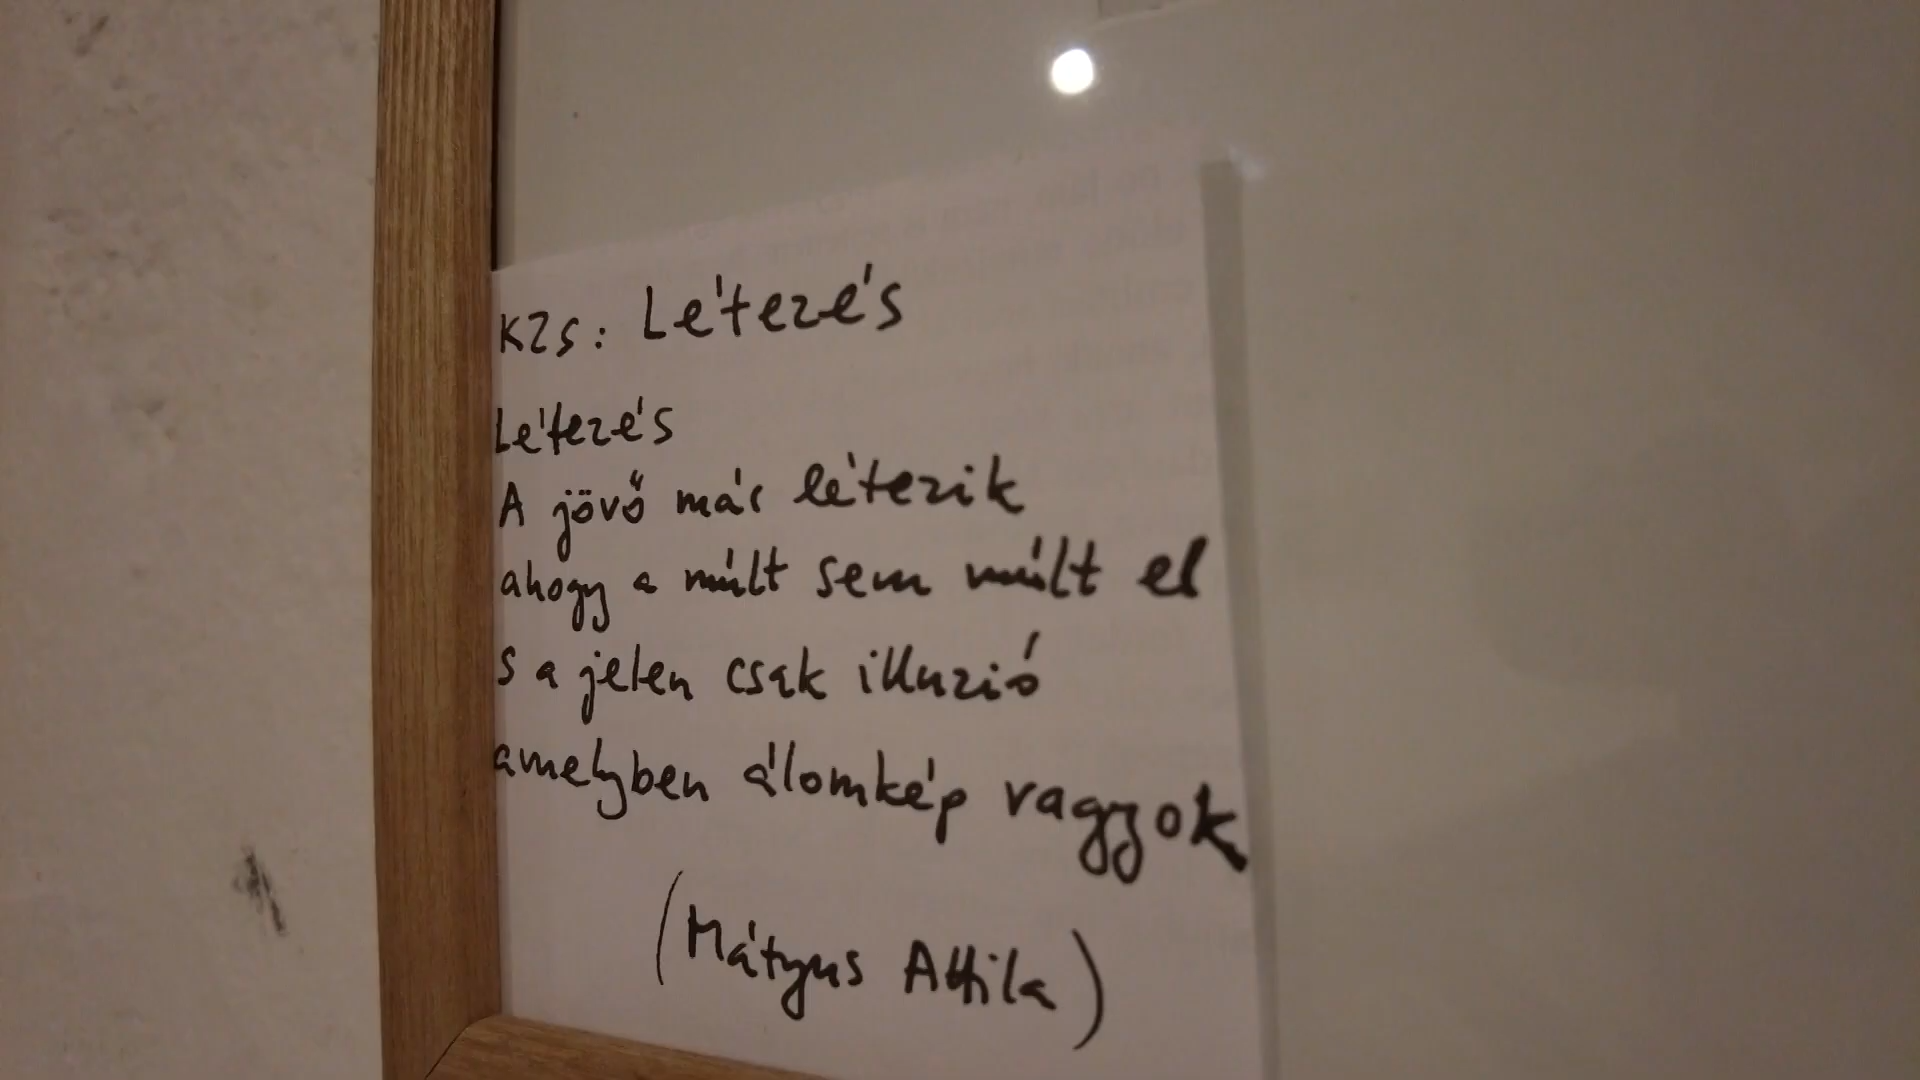 KZs: Létezés
Létezés
A jövő már létezik
ahogy a múlt sem múlt el
s a jelen csak illuzió
amelyben álomkép vagyok
(Mátyus Attila)